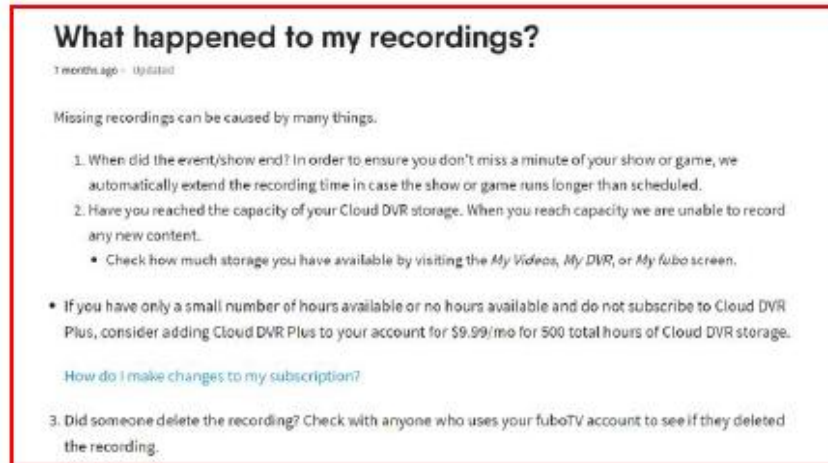 What happened to my recordings?
7 months ago - Updated
Missing recordings can be caused by many things.
1. When did the event/show end? In order to ensure you don't miss a minute of your show or game, we
automatically extend the recording time in case the show or game runs longer than scheduled.
2. Have you reached the capacity of your Cloud DVR storage. When you reach capacity we are unable to record
any new content.
• Check how much storage you have available by visiting the My Videos, My DVR, or My fubo screen.
• If you have only a small number of hours available or no hours available and do not subscribe to Cloud DVR
Plus, consider adding Cloud DVR Plus to your account for $9.99/mo for 500 total hours of Cloud DVR storage.
How do I make changes to my subscription?
3. Did someone delete the recording? Check with anyone who uses your fuboTV account to see if they deleted
the recording.